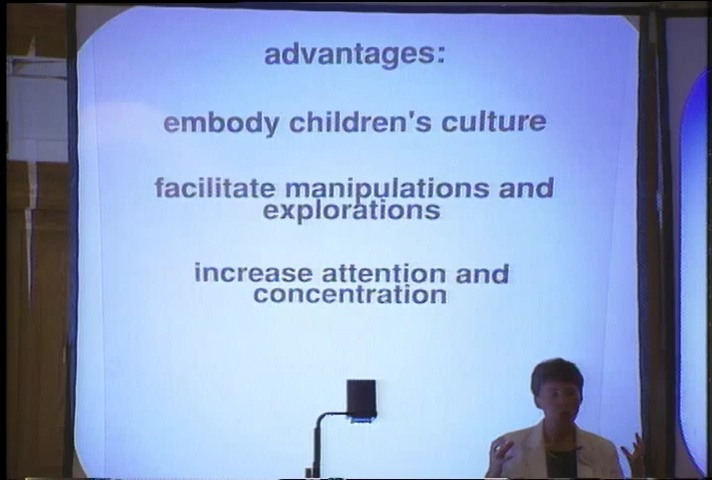 advantages:
embody children's culture
facilitate manipulations and
explorations
increase attention and
concentration